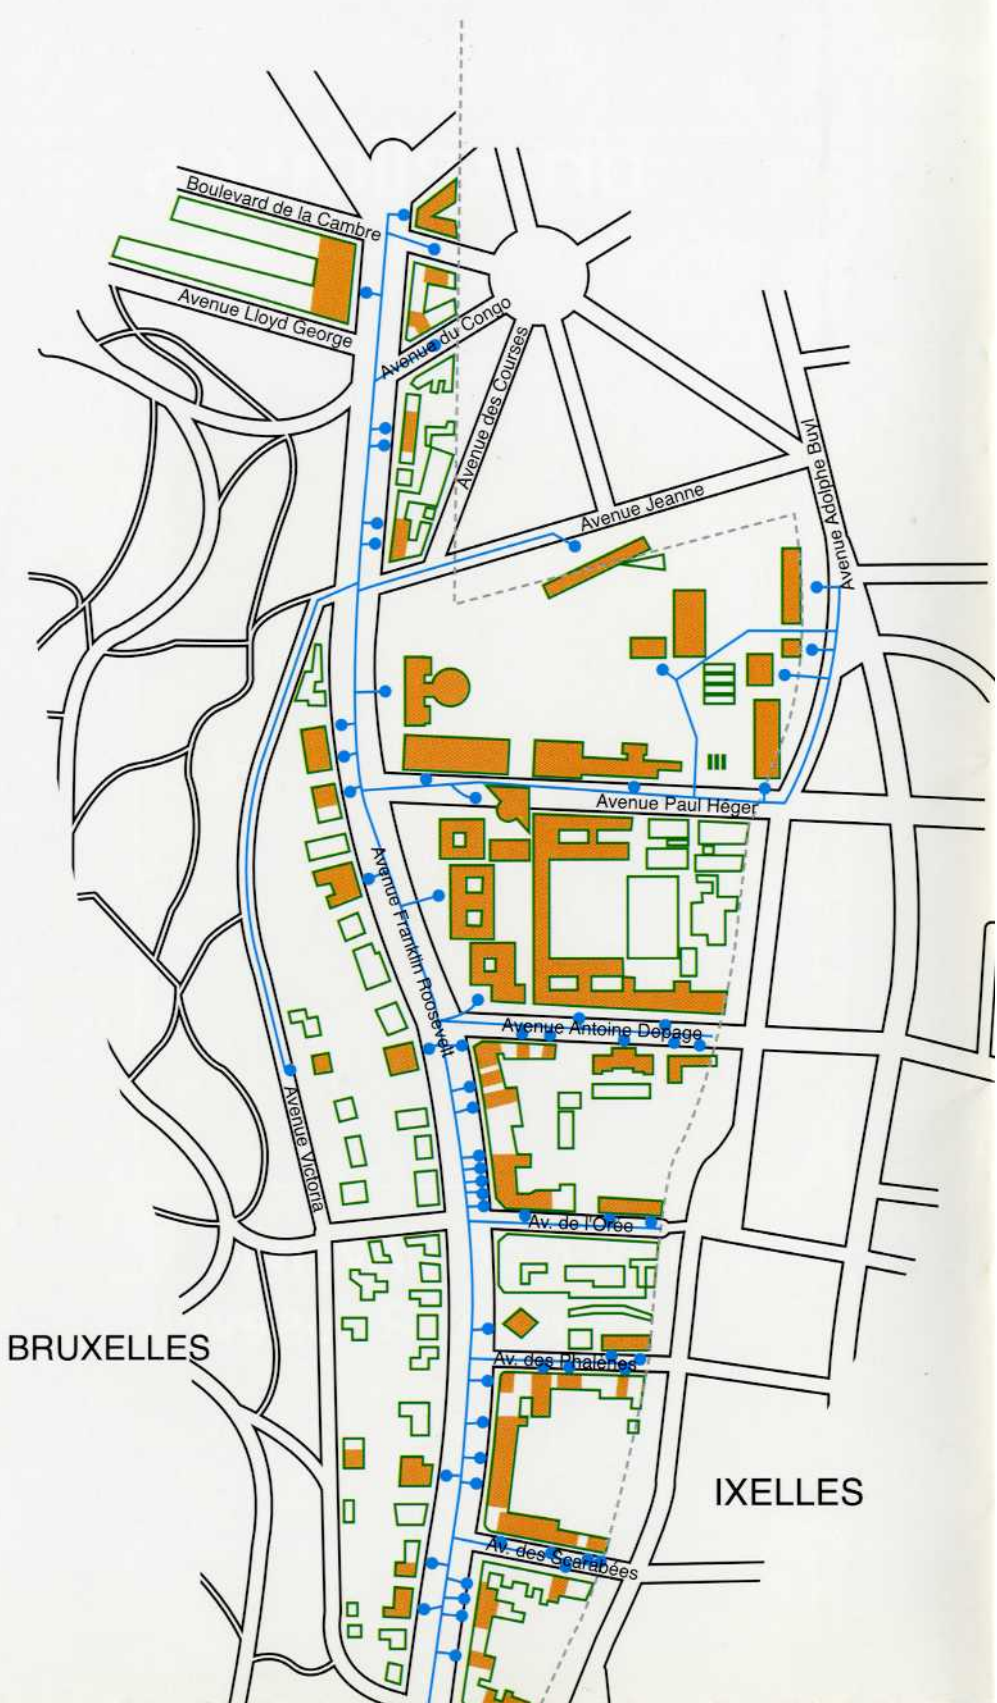 Boulevard de la Cambre
Avenue Lloyd George
Avenue du Congo
Avenue des Courses
Avenue Jeanne
Avenue Adolphe Buyl
Avenue Paul Héger
Avenue Franklin Roosevelt
Avenue Antoine Depage
Avenue Victoria
Av. de l'Orée
BRUXELLES
Av. des Phalènes
IXELLES
Av. des Scarabées